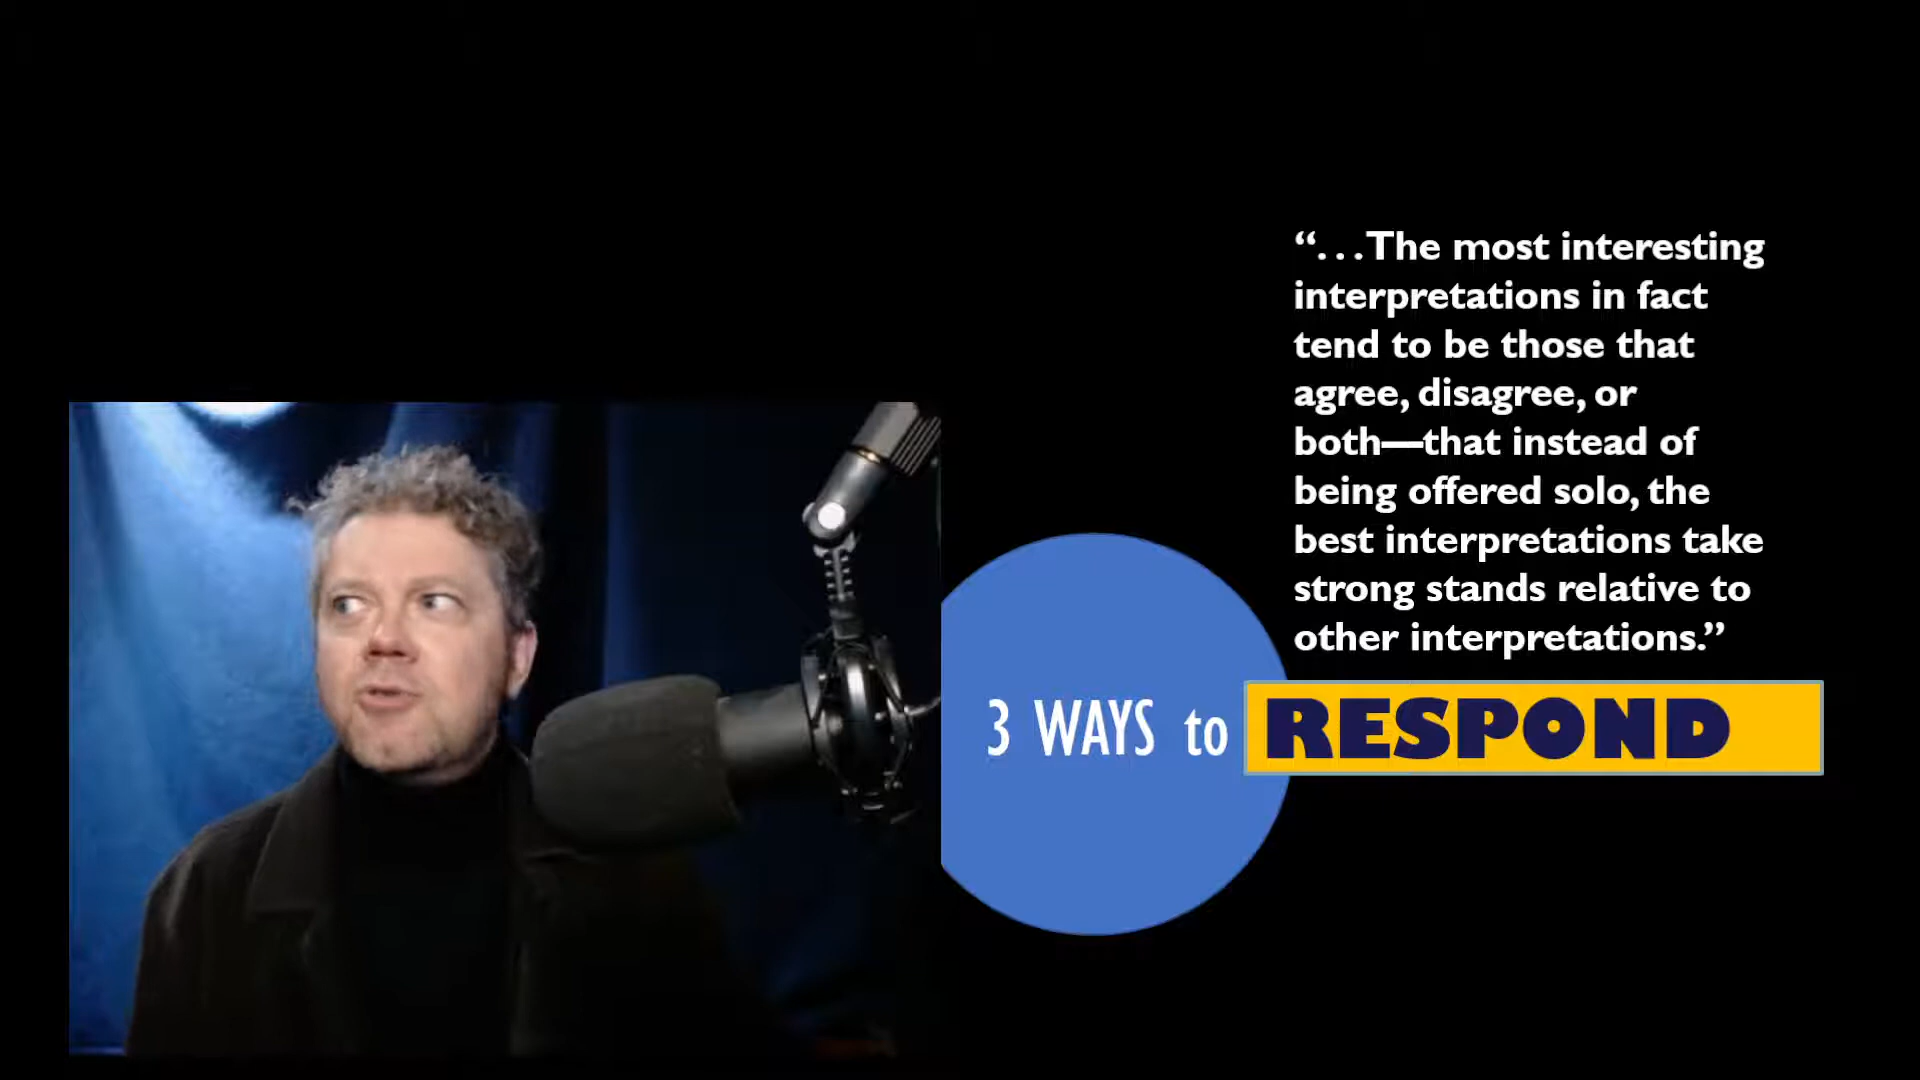 “…The most interesting
interpretations in fact
tend to be those that
agree, disagree, or
both—that instead of
being offered solo, the
best interpretations take
strong stands relative to
other interpretations.”
3 WAYS to RESPOND